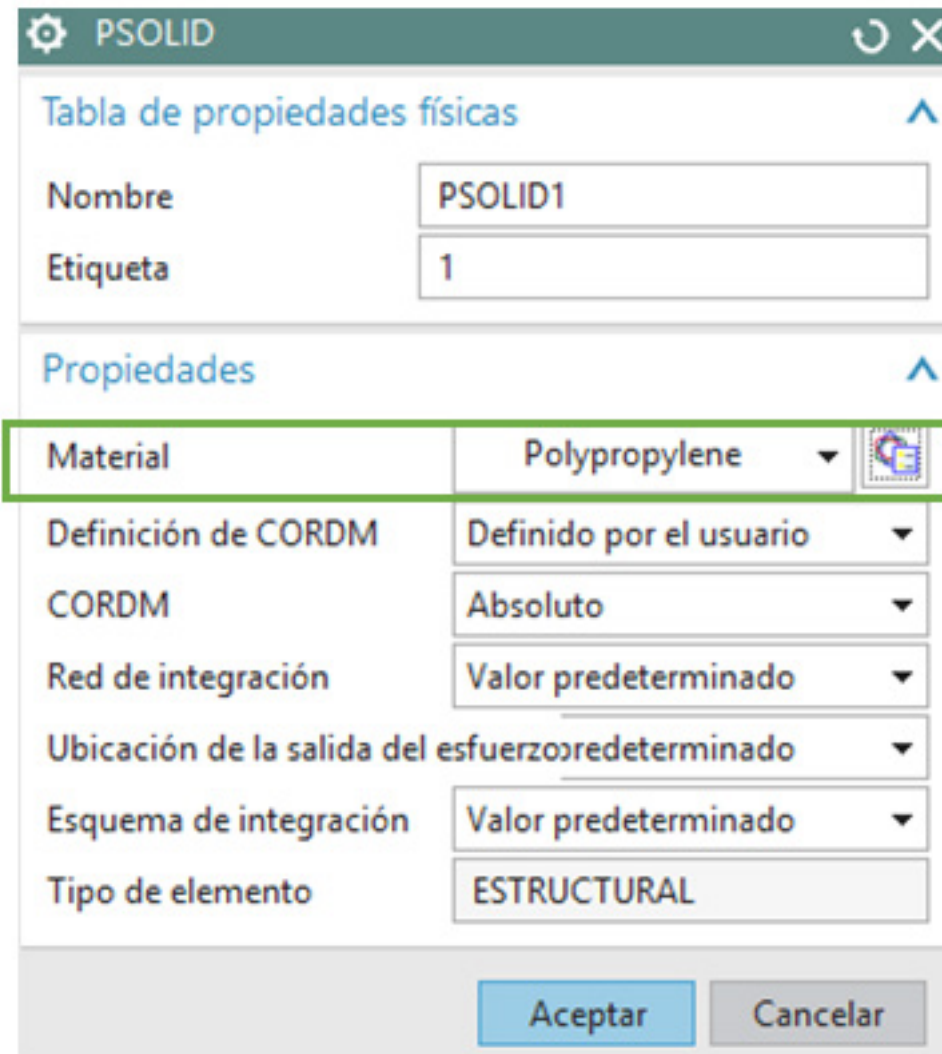 PSOLID
Tabla de propiedades físicas
Nombre PSOLID1
Etiqueta 1
Propiedades
Material Polypropylene
Definición de CORDM Definido por el usuario
CORDM Absoluto
Red de integración Valor predeterminado
Ubicación de la salida del esfuerzo predeterminado
Esquema de integración Valor predeterminado
Tipo de elemento ESTRUCTURAL
Aceptar Cancelar